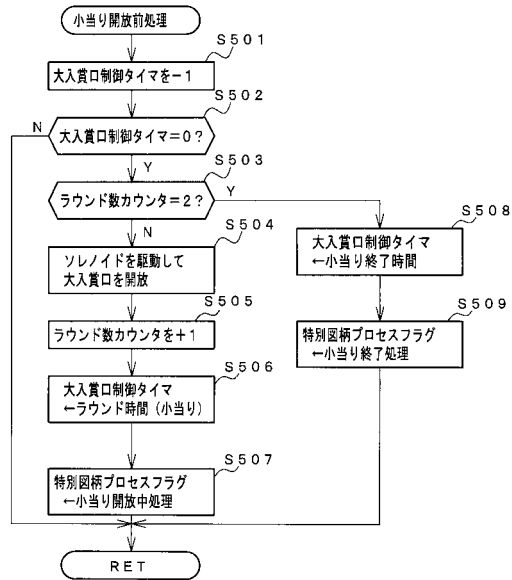 小当り開放前処理
S501
大入賞口制御タイマを−1
S502
N
大入賞口制御タイマ=0?
Y
S503
ラウンド数カウンタ=2?
Y
N
S504
ソレノイドを駆動して
大入賞口を開放
S505
ラウンド数カウンタを+1
S506
大入賞口制御タイマ
←ラウンド時間(小当り)
S507
特別図柄プロセスフラグ
←小当り開放中処理
S508
大入賞口制御タイマ
←小当り終了時間
S509
特別図柄プロセスフラグ
←小当り終了処理
RET